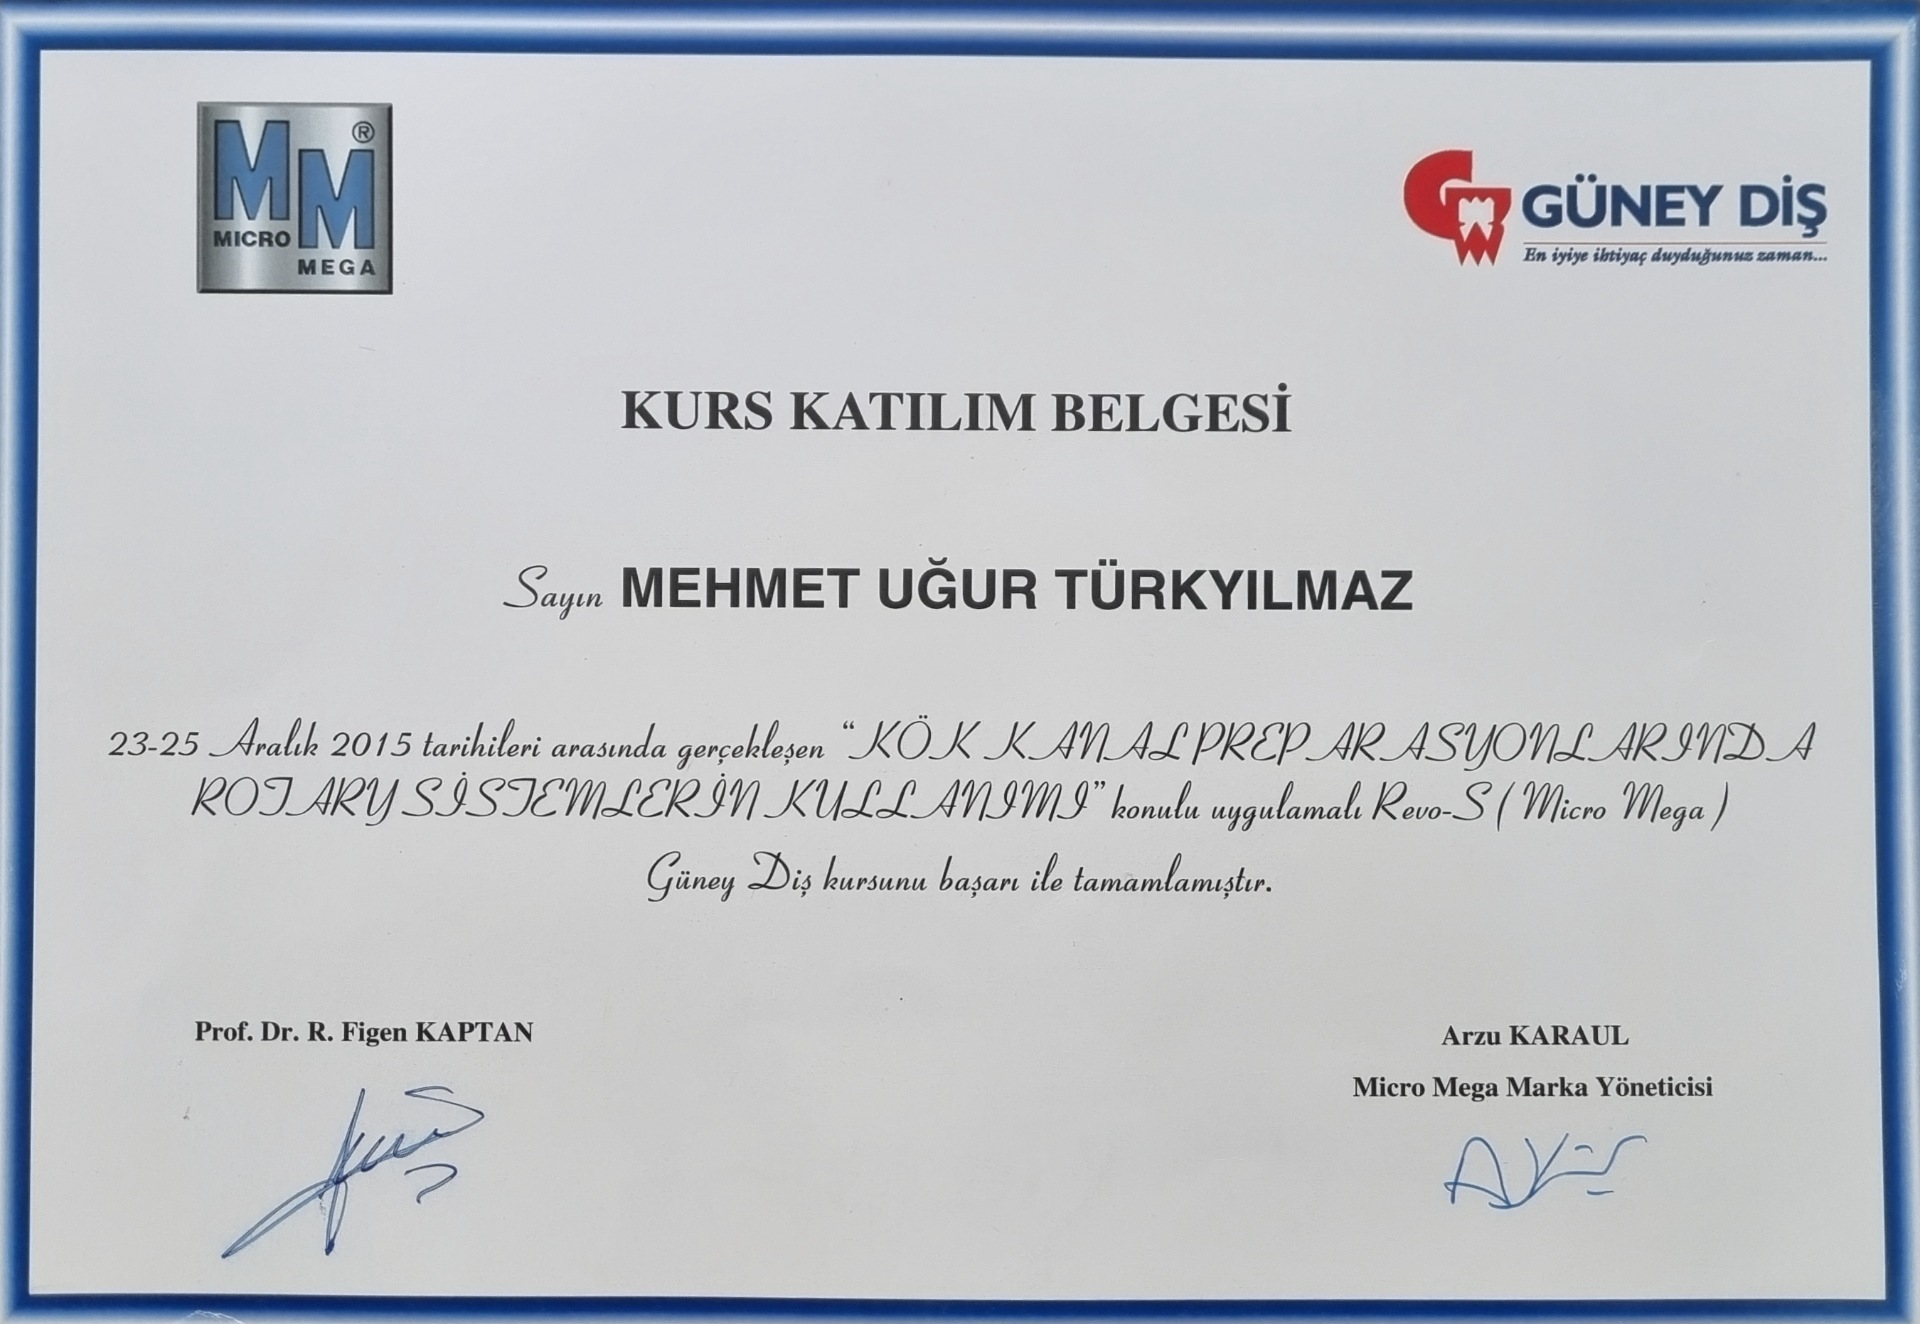 MM®
MICRO
MEGA
GÜNEY DİŞ
En iyiye ihtiyaç duyduğunuz zaman...
KURS KATILIM BELGESİ
Sayın MEHMET UĞUR TÜRKYILMAZ
23-25 Aralık 2015 tarihileri arasında gerçekleşen “KÖK KANAL PREPARASYONLARINDA
ROTARY SİSTEMLERİN KULLANIMI” konulu uygulamalı Revo-S ( Micro Mega )
Güney Diş kursunu başarı ile tamamlamıştır.
Prof. Dr. R. Figen KAPTAN
Arzu KARAUL
Micro Mega Marka Yöneticisi